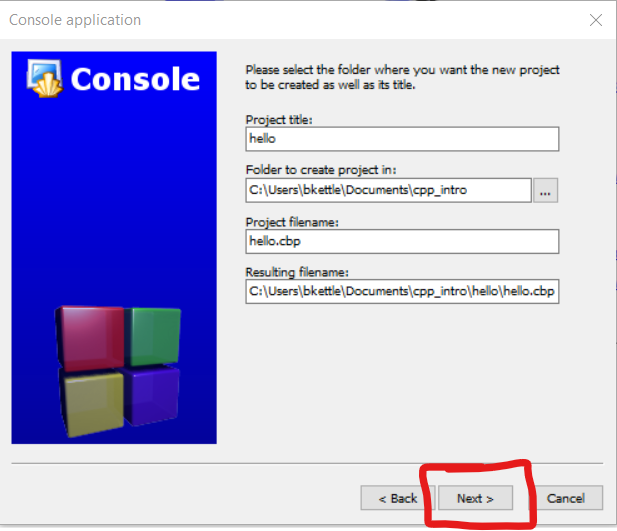 Console application
Console
Please select the folder where you want the new project
to be created as well as its title.
Project title:
hello
Folder to create project in:
C:\Users\bkettle\Documents\cpp_intro
...
Project filename:
hello.cbp
Resulting filename:
C:\Users\bkettle\Documents\cpp_intro\hello\hello.cbp
< Back
Next >
Cancel